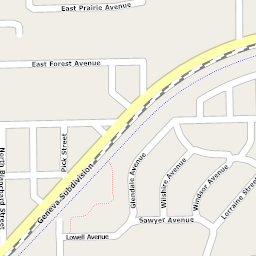 East Prairie Avenue
East Forest Avenue
Pick Street
North Blanchard Street
Geneva Subdivision
Glendale Avenue
Wilshire Avenue
Windsor Avenue
Lorraine Street
Sawyer Avenue
Lowell Avenue